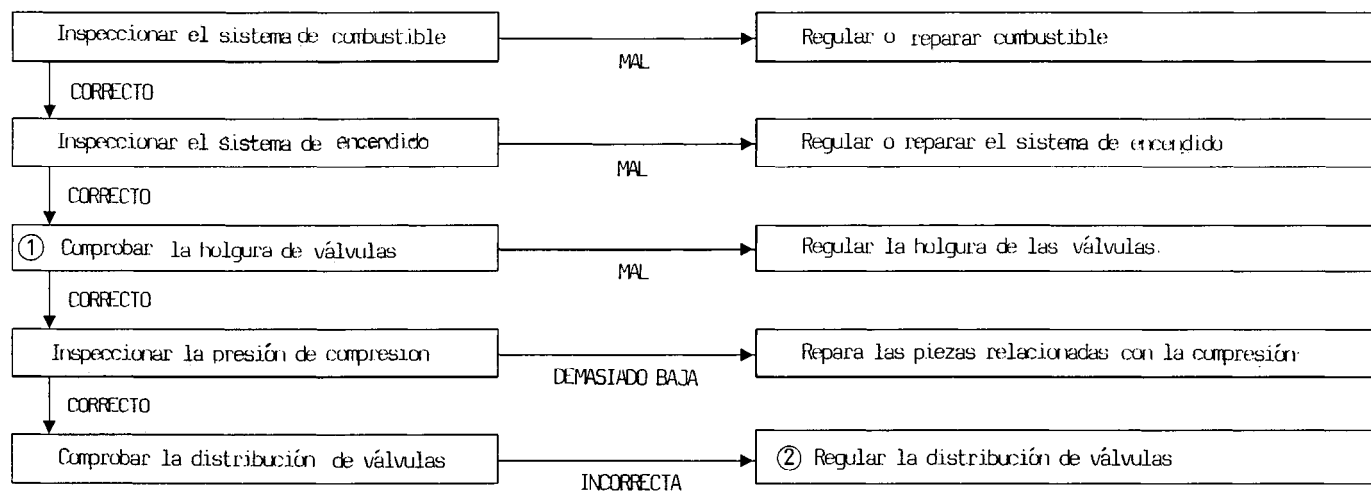 Inspeccionar el sistema de combustible
MAL
Regular o reparar combustible
CORRECTO
Inspeccionar el sistema de encendido
MAL
Regular o reparar el sistema de encendido
CORRECTO
① Comprobar la holgura de válvulas
MAL
Regular la holgura de las válvulas.
CORRECTO
Inspeccionar la presión de compresion
DEMASIADO BAJA
Repara las piezas relacionadas con la compresión.
CORRECTO
Comprobar la distribución de válvulas
INCORRECTA
② Regular la distribución de válvulas